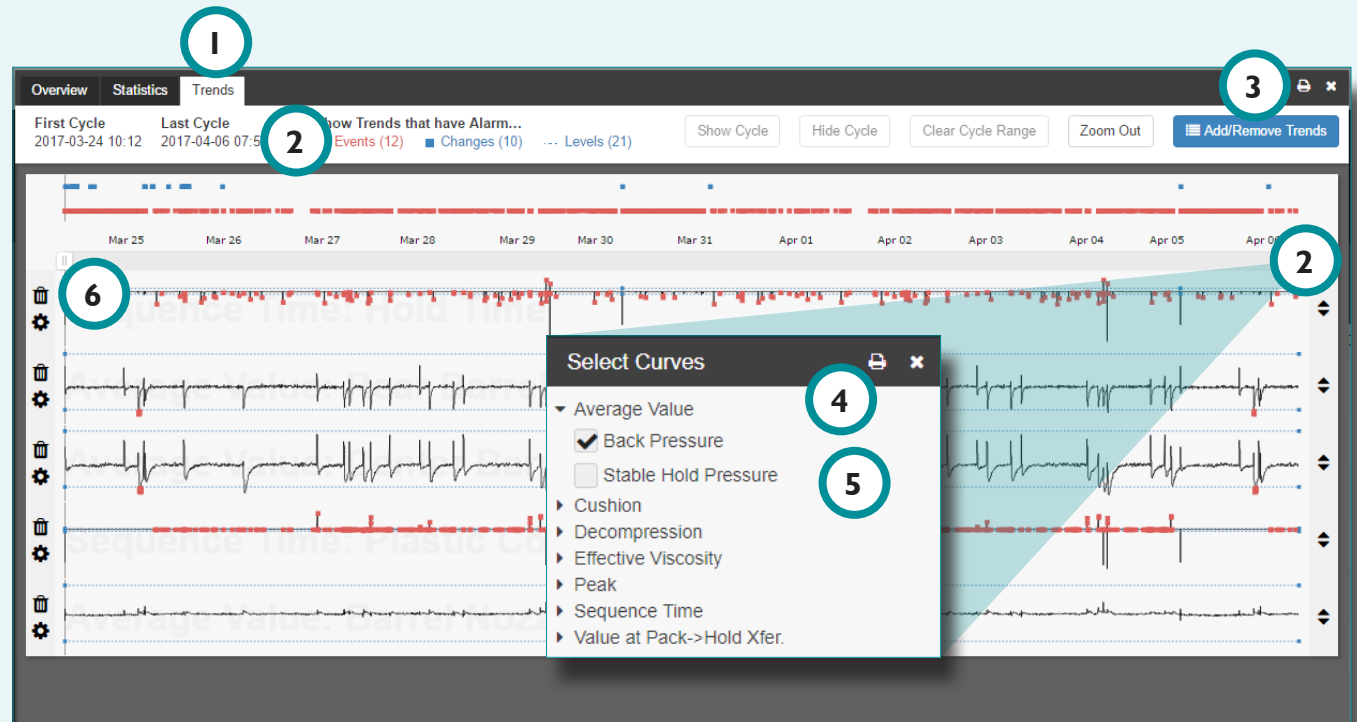 1
Overview Statistics Trends
3
First Cycle Last Cycle how Trends that have Alarm...
2017-03-24 10:12 2017-04-06 07:5
2
Events (12) Changes (10) Levels (21)
Show Cycle Hide Cycle Clear Cycle Range Zoom Out Add/Remove Trends
Mar 25 Mar 26 Mar 27 Mar 28 Mar 29 Mar 30 Mar 31 Apr 01 Apr 02 Apr 03 Apr 04 Apr 05 Apr 0
2
6
quence Time: Hold Time
Average Value: Rear Barre
Average Value: Center Ba
Sequence Time: Plastic Co
Average Value: Barrel Nozz
Select Curves
4
Average Value
Back Pressure
5
Stable Hold Pressure
Cushion
Decompression
Effective Viscosity
Peak
Sequence Time
Value at Pack->Hold Xfer.